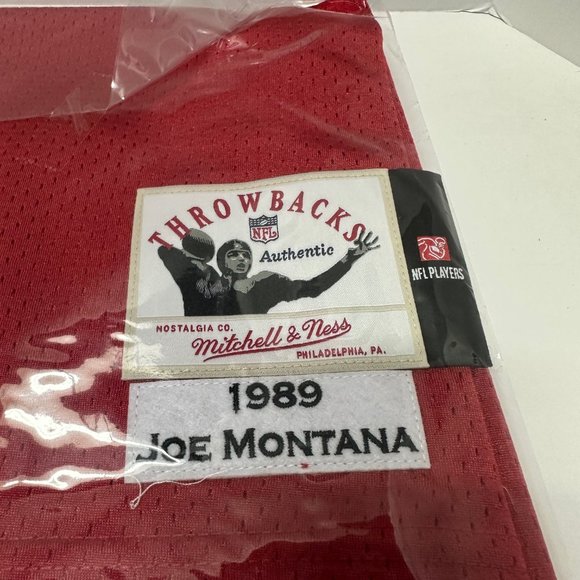 THROWBACKS
NFL
Authentic
NOSTALGIA CO.
Mitchell & Ness
PHILADELPHIA, PA.
NFL PLAYERS
1989
JOE MONTANA